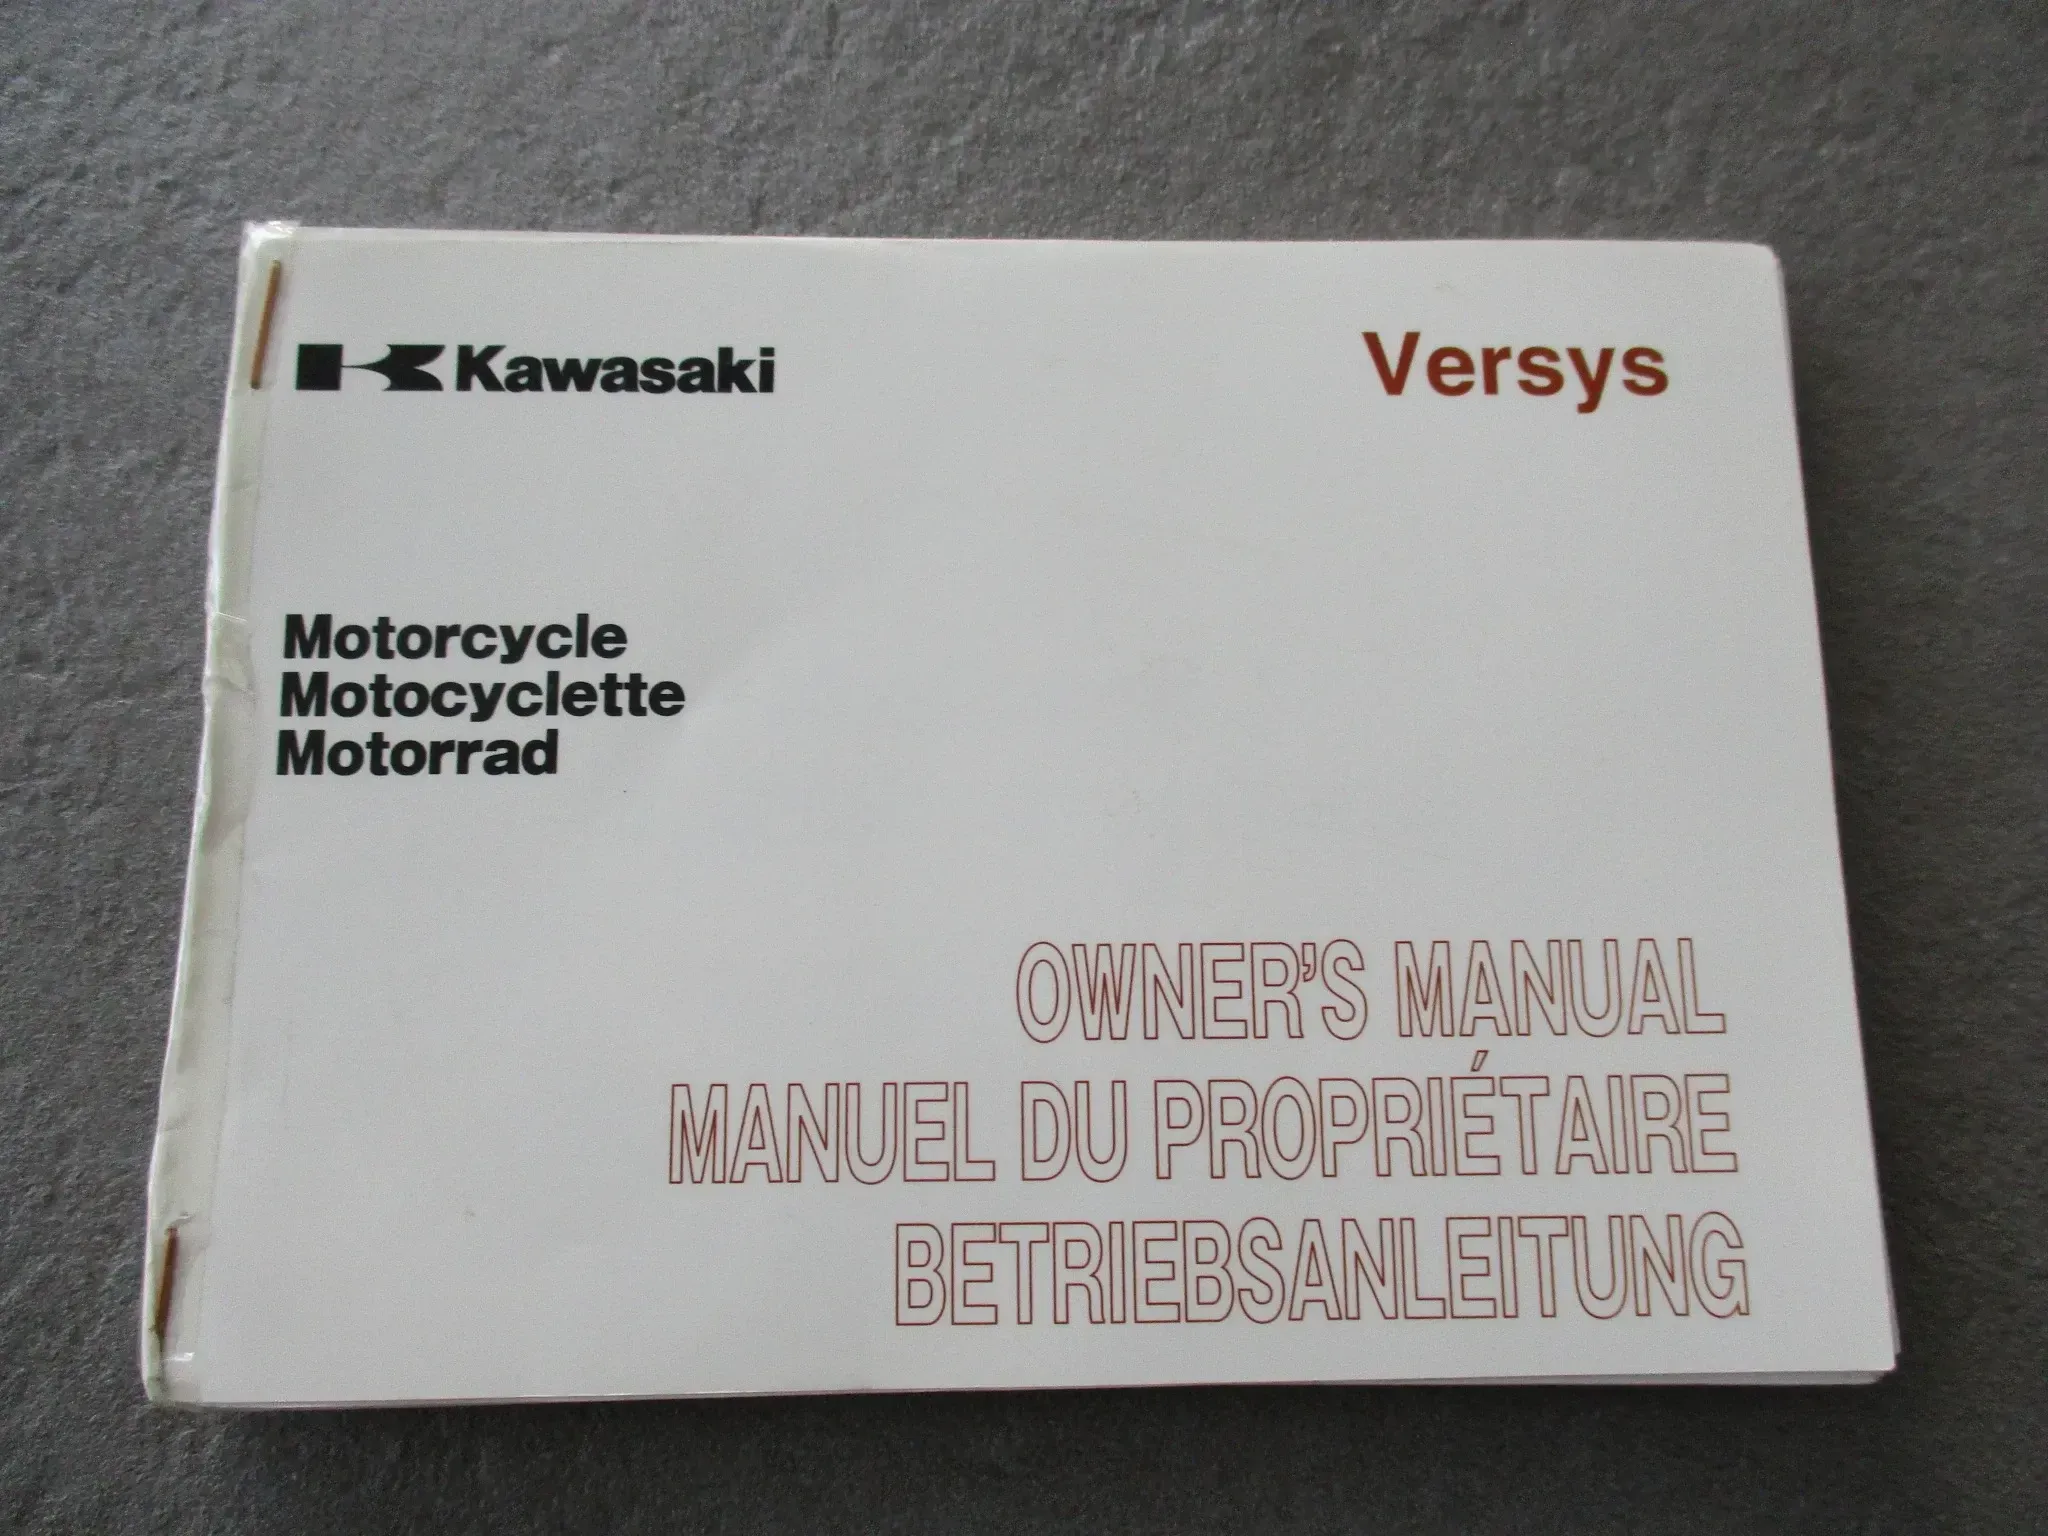 Kawasaki
Versys
Motorcycle
Motocyclette
Motorrad
OWNER'S MANUAL
MANUEL DU PROPRIÉTAIRE
BETRIEBSANLEITUNG